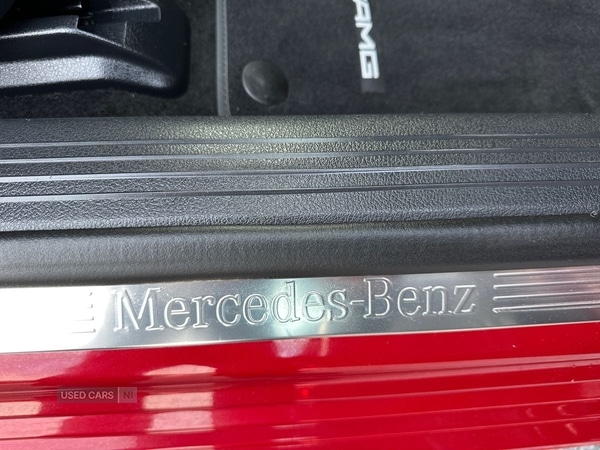 AMG
Mercedes-Benz
USED CARS NI